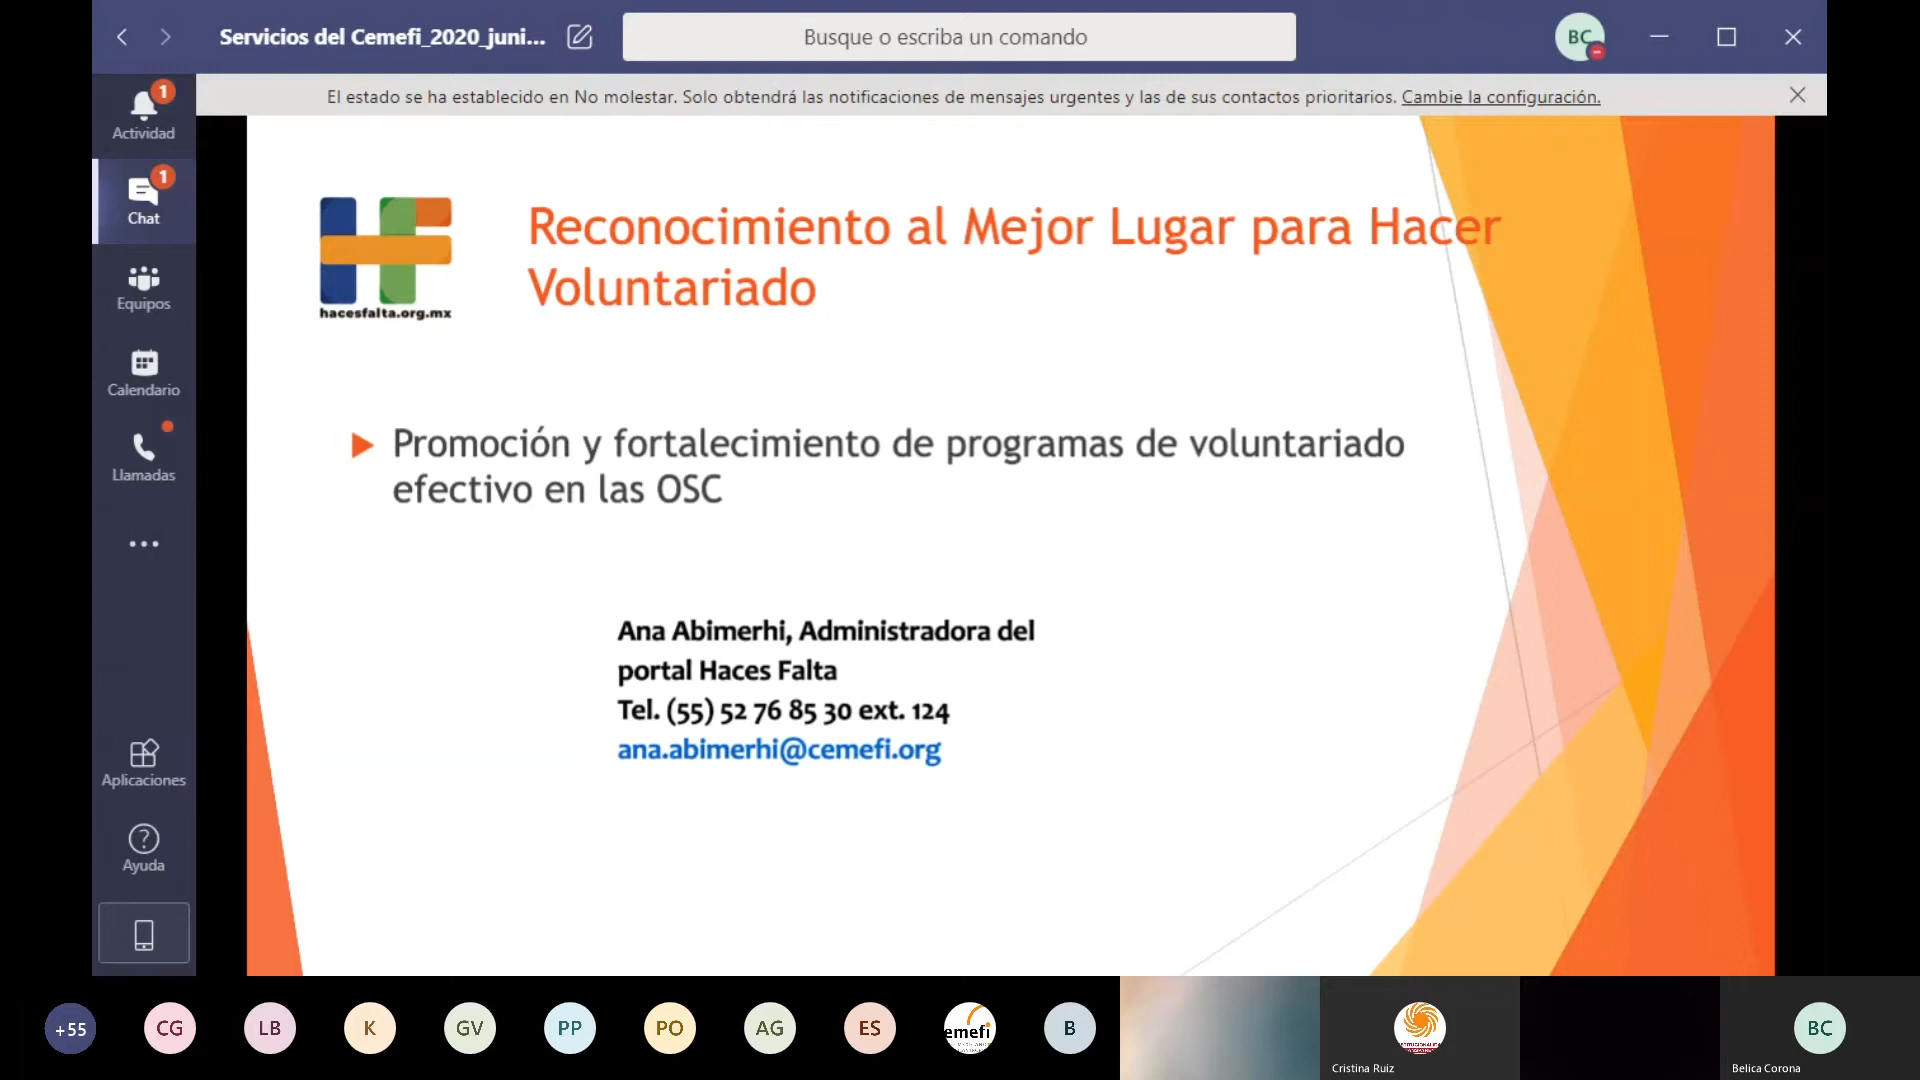 Servicios del Cemefi_2020_juni...
Busque o escriba un comando
BC
El estado se ha establecido en No molestar. Solo obtendrá las notificaciones de mensajes urgentes y las de sus contactos prioritarios. Cambie la configuración.
1
Actividad
1
Chat
Equipos
Calendario
Llamadas
Aplicaciones
Ayuda
hacesfalta.org.mx
Reconocimiento al Mejor Lugar para Hacer
Voluntariado
Promoción y fortalecimiento de programas de voluntariado
efectivo en las OSC
Ana Abimerhi, Administradora del
portal Haces Falta
Tel. (55) 52 76 85 30 ext. 124
ana.abimerhi@cemefi.org
+55
CG
LB
K
GV
PP
PO
AG
ES
emefi
B
Cristina Ruiz
BC
Belica Corona